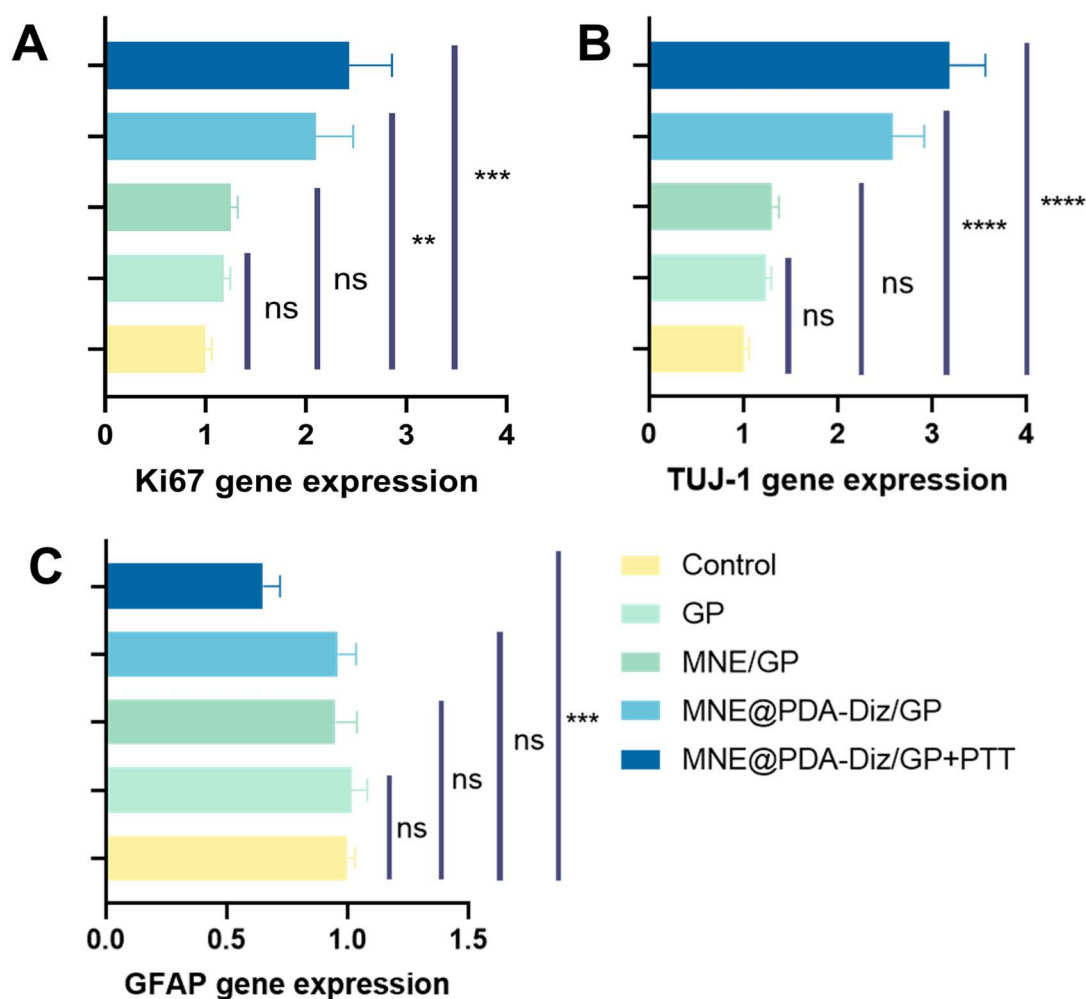 A
***
**
ns
ns
0 1 2 3 4
Ki67 gene expression
B
****
****
ns
ns
0 1 2 3 4
TUJ-1 gene expression
C
***
ns
ns
ns
0.0 0.5 1.0 1.5
GFAP gene expression
Control
GP
MNE/GP
MNE@PDA-Diz/GP
MNE@PDA-Diz/GP+PTT